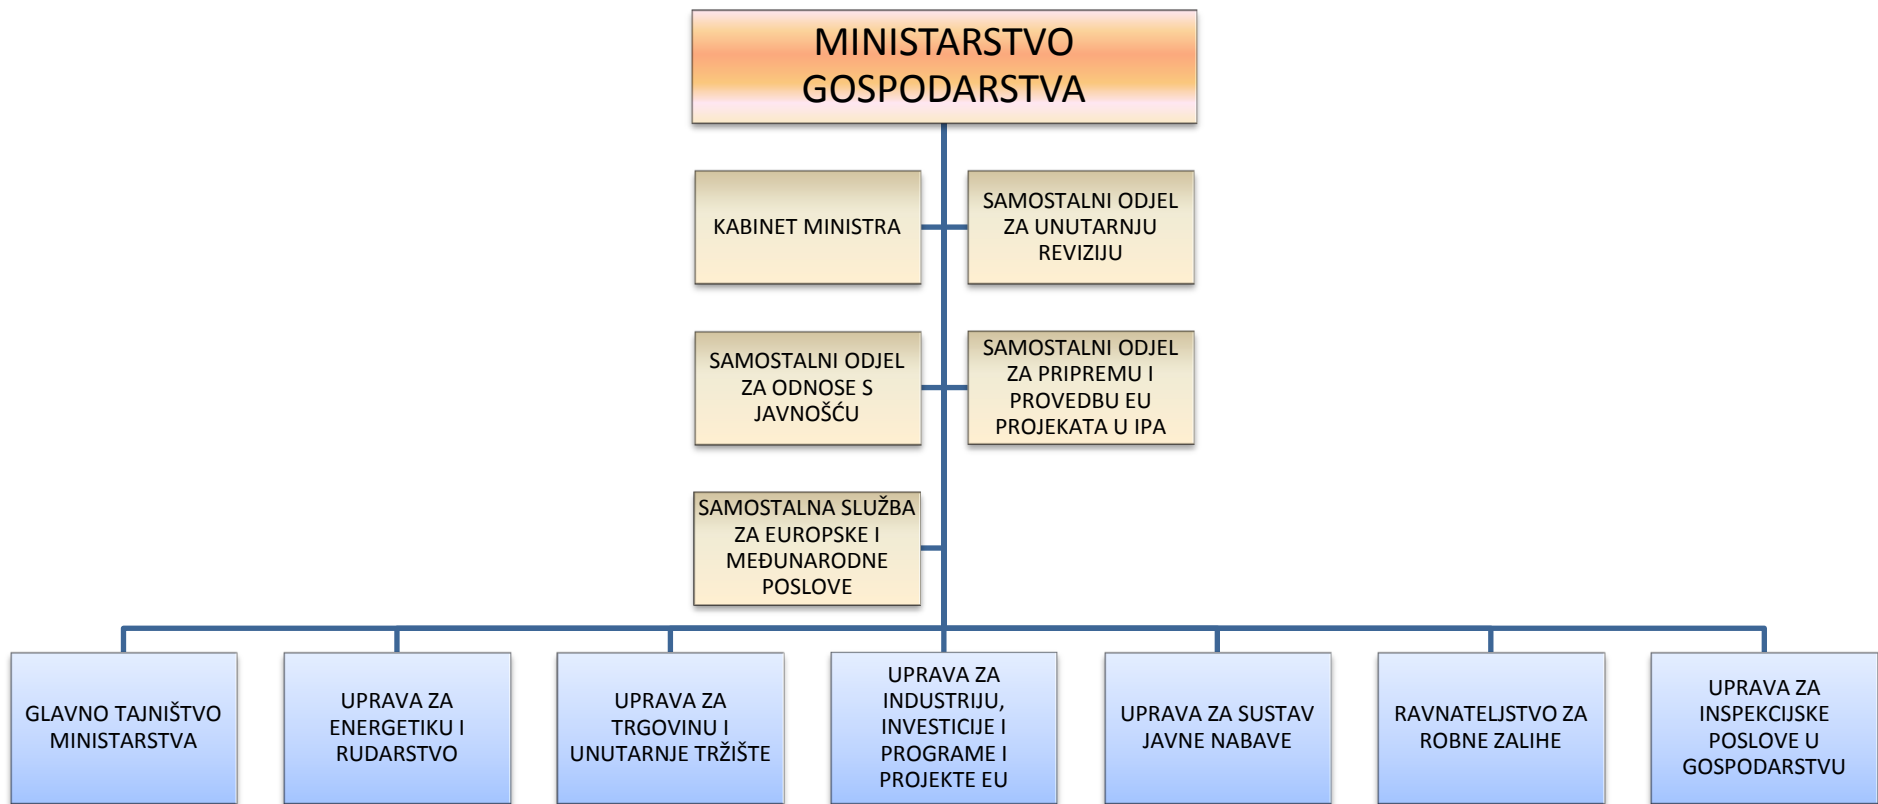 MINISTARSTVO
GOSPODARSTVA
KABINET MINISTRA
SAMOSTALNI ODJEL
ZA UNUTARNJU
REVIZIJU
SAMOSTALNI ODJEL
ZA ODNOSE S
JAVNOŠĆU
SAMOSTALNI ODJEL
ZA PRIPREMU I
PROVEDBU EU
PROJEKATA U IPA
SAMOSTALNA SLUŽBA
ZA EUROPSKE I
MEĐUNARODNE
POSLOVE
GLAVNO TAJNIŠTVO
MINISTARSTVA
UPRAVA ZA
ENERGETIKU I
RUDARSTVO
UPRAVA ZA
TRGOVINU I
UNUTARNJE TRŽIŠTE
UPRAVA ZA
INDUSTRIJU,
INVESTICIJE I
PROGRAME I
PROJEKTE EU
UPRAVA ZA SUSTAV
JAVNE NABAVE
RAVNATELJSTVO ZA
ROBNE ZALIHE
UPRAVA ZA
INSPEKCIJSKE
POSLOVE U
GOSPODARSTVU